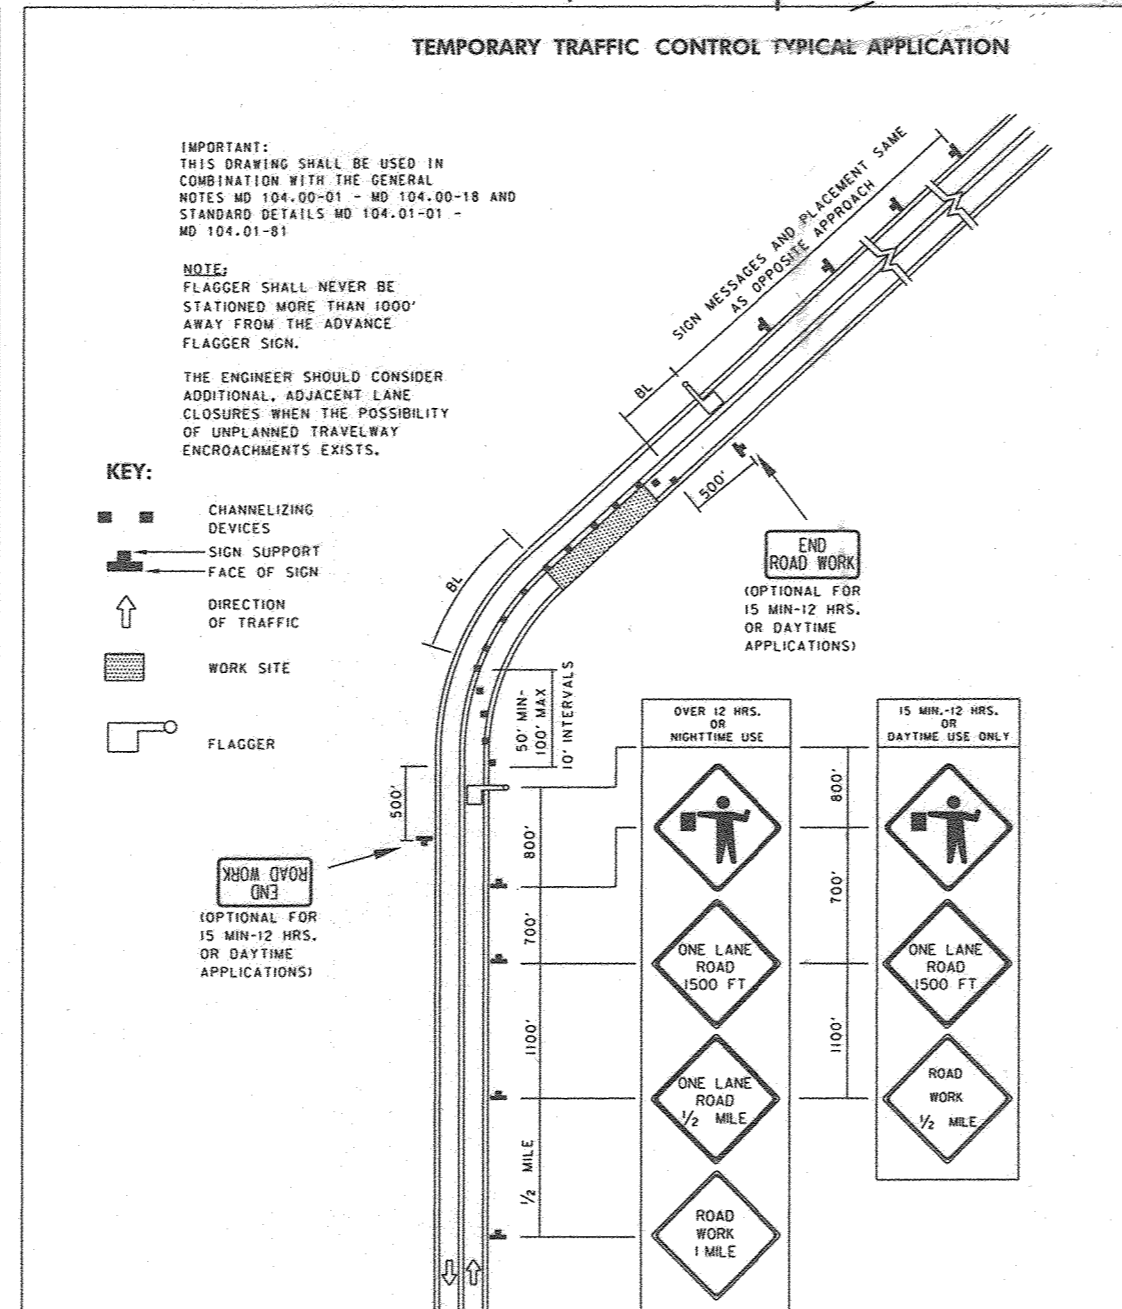 TEMPORARY TRAFFIC CONTROL TYPICAL APPLICATION
IMPORTANT:
THIS DRAWING SHALL BE USED IN
COMBINATION WITH THE GENERAL
NOTES MD 104.00-01 - MD 104.00-18 AND
STANDARD DETAILS MD 104.01-01 -
MD 104.01-81
NOTE:
FLAGGER SHALL NEVER BE
STATIONED MORE THAN 1000'
AWAY FROM THE ADVANCE
FLAGGER SIGN.
THE ENGINEER SHOULD CONSIDER
ADDITIONAL, ADJACENT LANE
CLOSURES WHEN THE POSSIBILITY
OF UNPLANNED TRAVELWAY
ENCROACHMENTS EXISTS.
KEY:
CHANNELIZING
DEVICES
SIGN SUPPORT
FACE OF SIGN
DIRECTION
OF TRAFFIC
WORK SITE
FLAGGER
SIGN MESSAGES AND PLACEMENT SAME
AS OPPOSITE APPROACH
BL
500'
END
ROAD WORK
(OPTIONAL FOR
15 MIN-12 HRS.
OR DAYTIME
APPLICATIONS)
BL
50' MIN-
100' MAX
10' INTERVALS
500'
END
ROAD WORK
(OPTIONAL FOR
15 MIN-12 HRS.
OR DAYTIME
APPLICATIONS)
800'
700'
1100'
1/2 MILE
OVER 12 HRS.
OR
NIGHTTIME USE
ONE LANE
ROAD
1500 FT
ONE LANE
ROAD
1/2 MILE
ROAD
WORK
1 MILE
800'
700'
1100'
15 MIN.-12 HRS.
OR
DAYTIME USE ONLY
ONE LANE
ROAD
1500 FT
ROAD
WORK
1/2 MILE